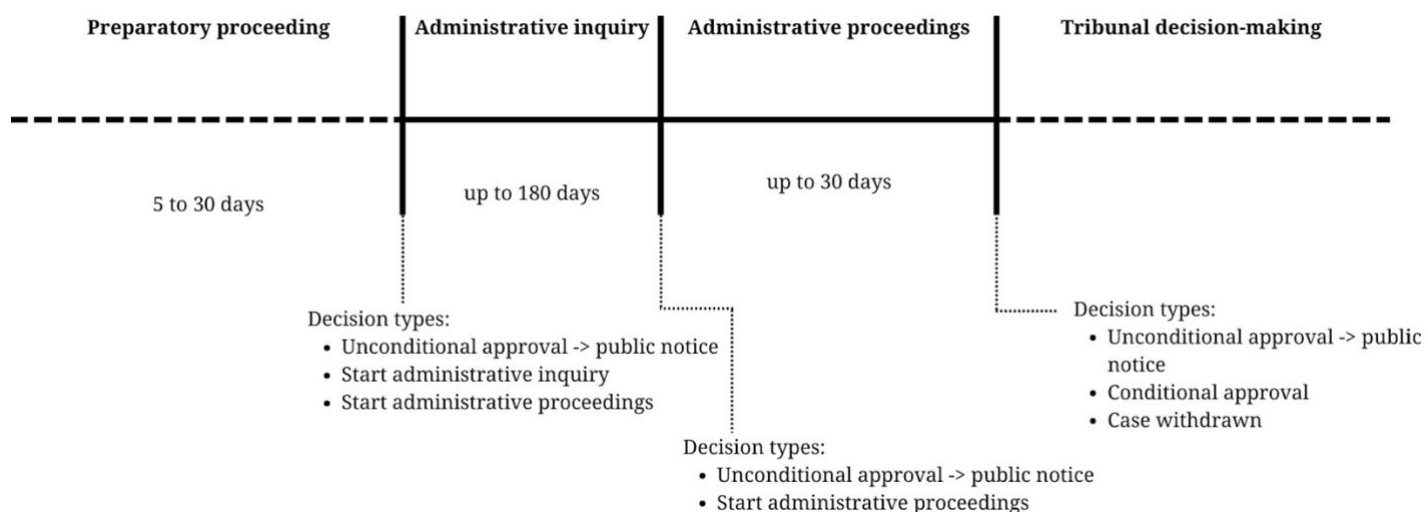 Preparatory proceeding
Administrative inquiry
Administrative proceedings
Tribunal decision-making
5 to 30 days
up to 180 days
up to 30 days
Decision types:
• Unconditional approval -> public notice
• Start administrative inquiry
• Start administrative proceedings
Decision types:
• Unconditional approval -> public notice
• Start administrative proceedings
Decision types:
• Unconditional approval -> public
notice
• Conditional approval
• Case withdrawn